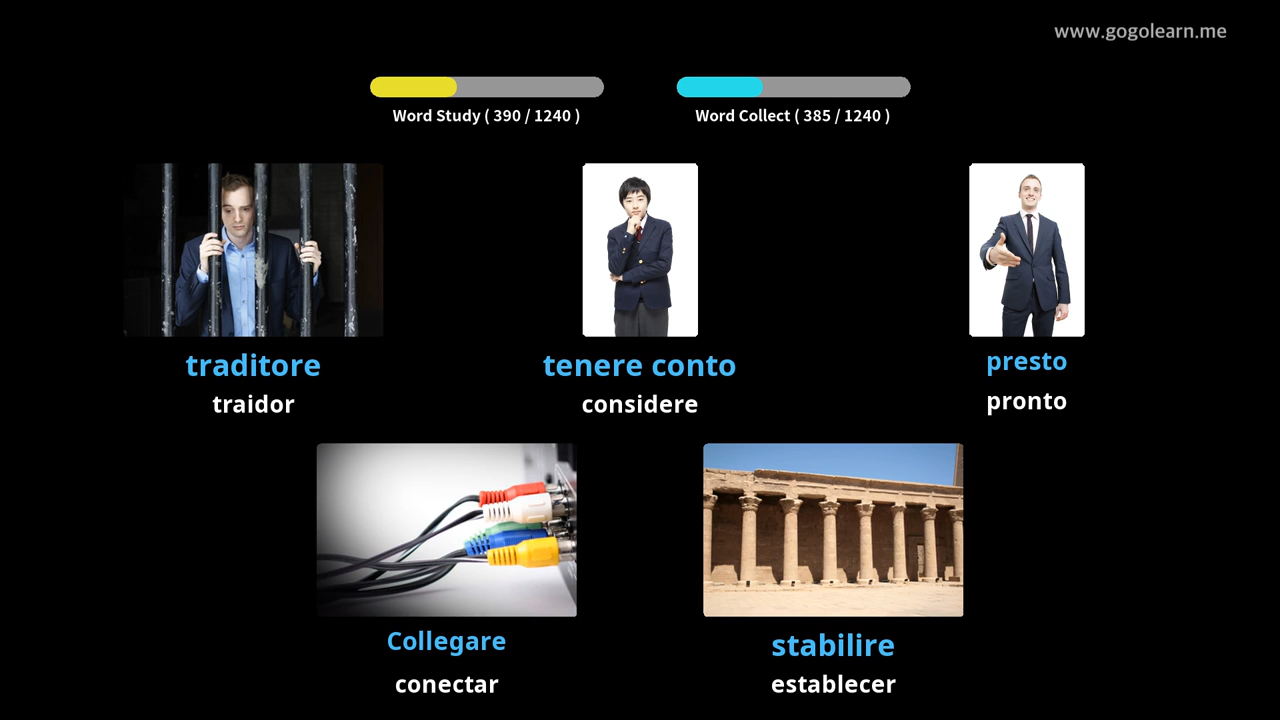 www.gogolearn.me
Word Study ( 390 / 1240 )
Word Collect ( 385 / 1240 )
traditore
traidor
tenere conto
considere
presto
pronto
Collegare
conectar
stabilire
establecer